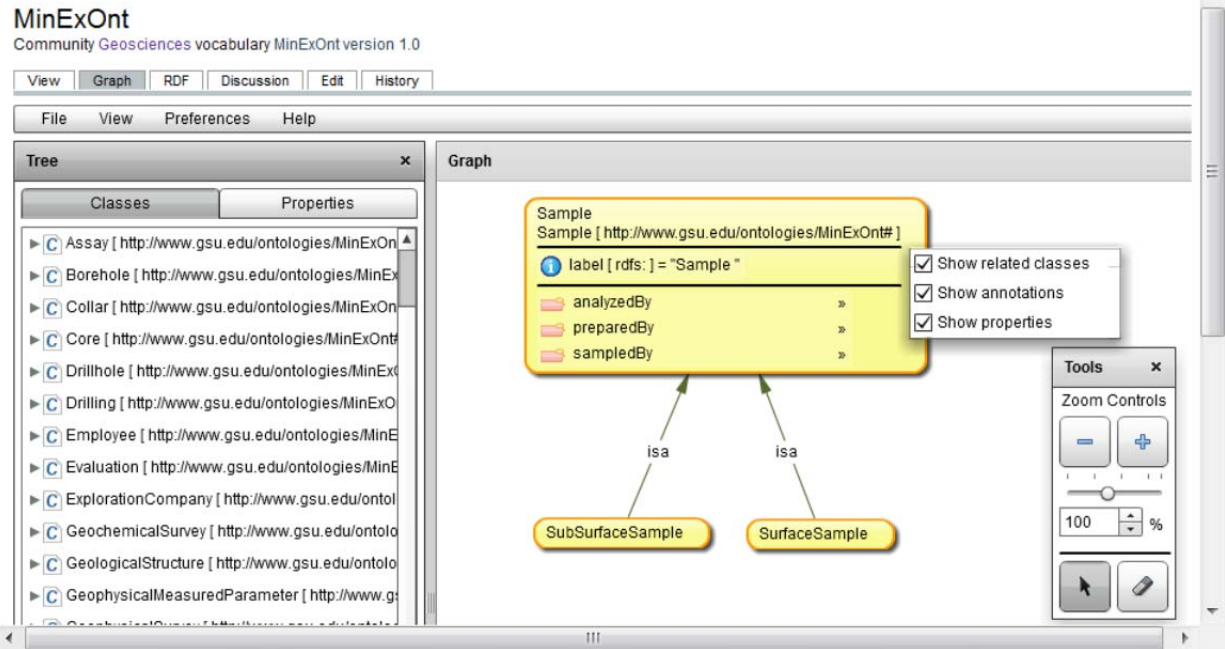 MinExOnt
Community Geosciences vocabulary MinExOnt version 1.0
View Graph RDF Discussion Edit History
File View Preferences Help
Tree ×
Classes Properties
C Assay [ http://www.gsu.edu/ontologies/MinExOn
C Borehole [ http://www.gsu.edu/ontologies/MinEx
C Collar [ http://www.gsu.edu/ontologies/MinExOn
C Core [ http://www.gsu.edu/ontologies/MinExOnt#
C Drillhole [ http://www.gsu.edu/ontologies/MinEx
C Drilling [ http://www.gsu.edu/ontologies/MinExO
C Employee [ http://www.gsu.edu/ontologies/MinE
C Evaluation [ http://www.gsu.edu/ontologies/MinE
C ExplorationCompany [ http://www.gsu.edu/ontol
C GeochemicalSurvey [ http://www.gsu.edu/ontolo
C GeologicalStructure [ http://www.gsu.edu/ontolo
C GeophysicalMeasuredParameter [ http://www.g
Graph
Sample
Sample [ http://www.gsu.edu/ontologies/MinExOnt# ]
label [ rdfs: ] = "Sample "
analyzedBy »
preparedBy »
sampledBy »
isa isa
SubSurfaceSample SurfaceSample
Show related classes
Show annotations
Show properties
Tools ×
Zoom Controls
100 %